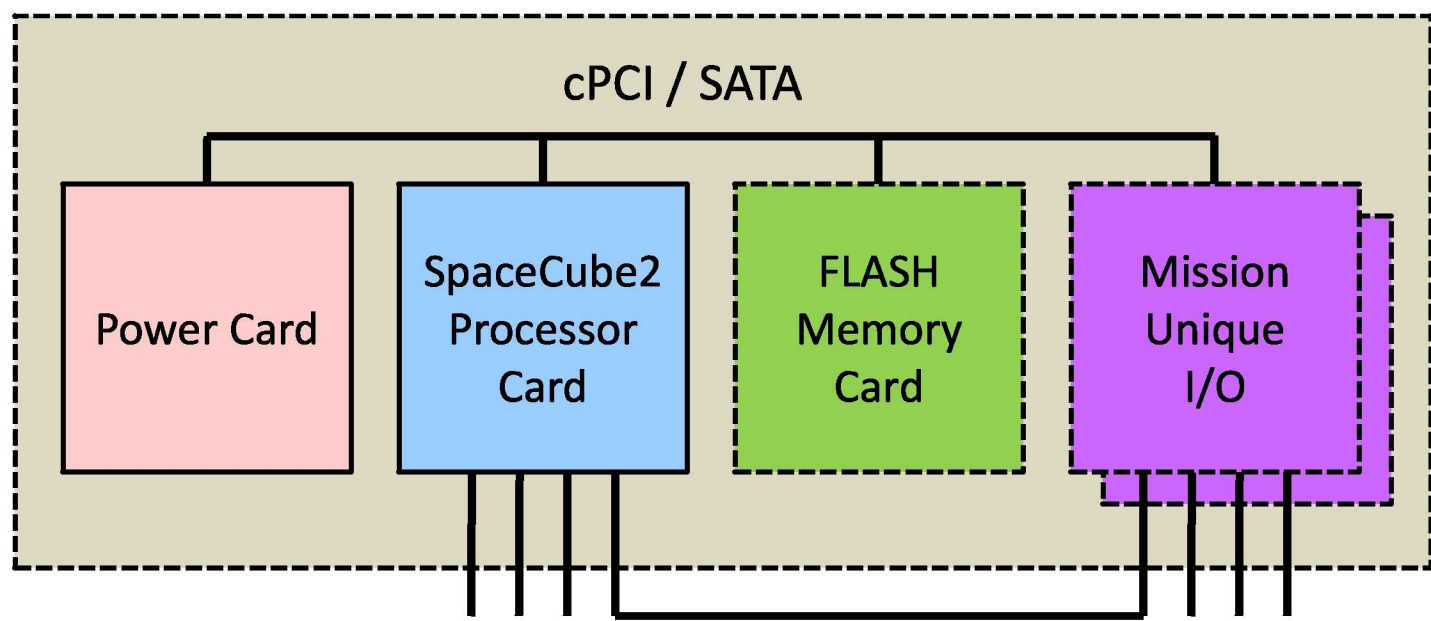 cPCI / SATA
Power Card
SpaceCube2
Processor
Card
FLASH
Memory
Card
Mission
Unique
I/O